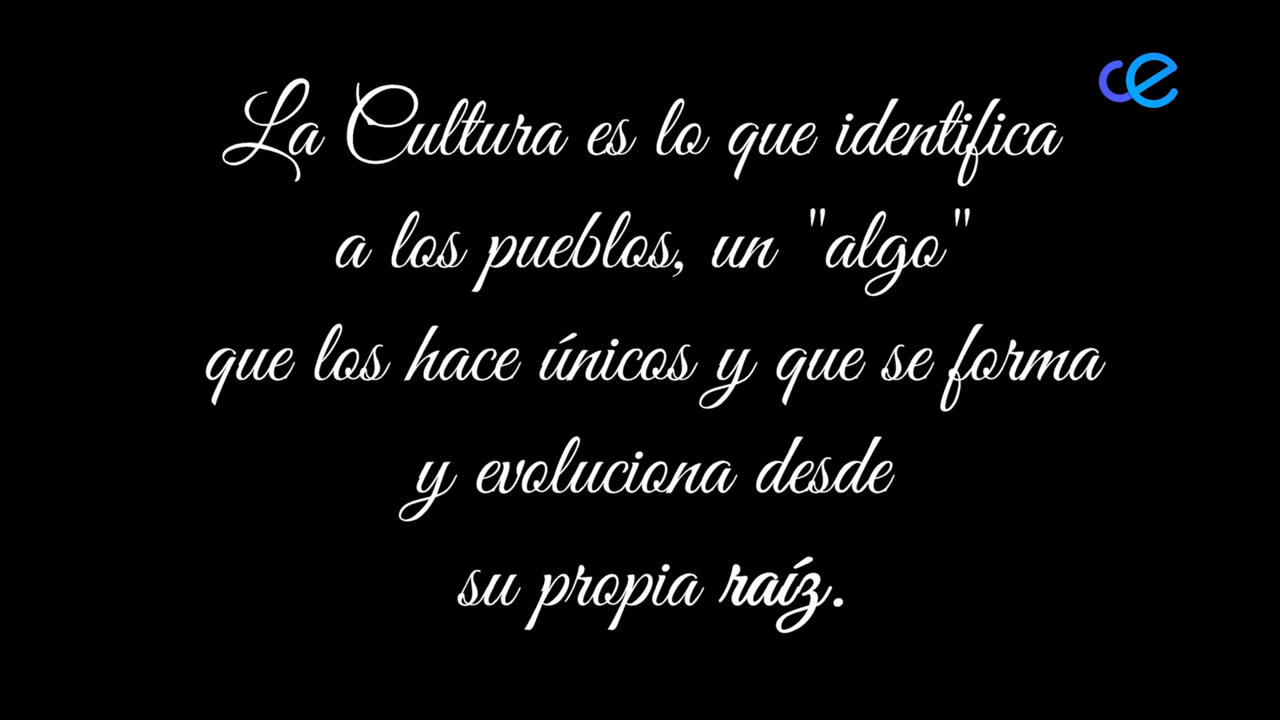 ce
La Cultura es lo que identifica
a los pueblos, un "algo"
que los hace únicos y que se forma
y evoluciona desde
su propia raíz.